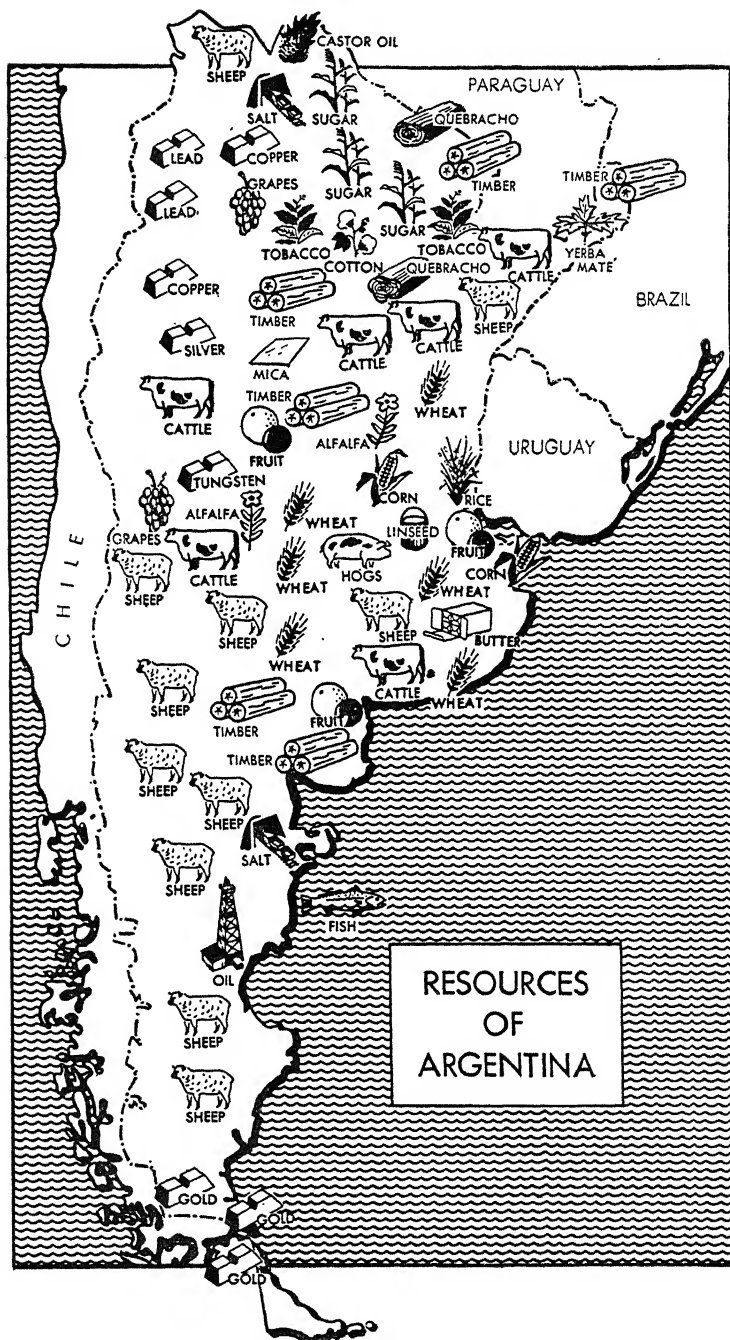 CASTOR OIL
SHEEP
PARAGUAY
SALT
SUGAR
QUEBRACHO
LEAD
COPPER
TIMBER
TIMBER
GRAPES
SUGAR
LEAD
SUGAR
TOBACCO
COTTON
TOBACCO
CATTLE
YERBA
MATE
QUEBRACHO
COPPER
TIMBER
SHEEP
BRAZIL
SILVER
CATTLE
CATTLE
MICA
CATTLE
TIMBER
WHEAT
ALFALFA
URUGUAY
FRUIT
TUNGSTEN
CORN
RICE
ALFALFA
WHEAT
LINSEED
GRAPES
FRUIT
CATTLE
HOGS
CORN
SHEEP
WHEAT
WHEAT
CHILE
SHEEP
SHEEP
BUTTER
WHEAT
CATTLE
SHEEP
WHEAT
TIMBER
FRUIT
TIMBER
SHEEP
SHEEP
SALT
SHEEP
FISH
OIL
RESOURCES
OF
ARGENTINA
SHEEP
SHEEP
GOLD
GOLD
GOLD